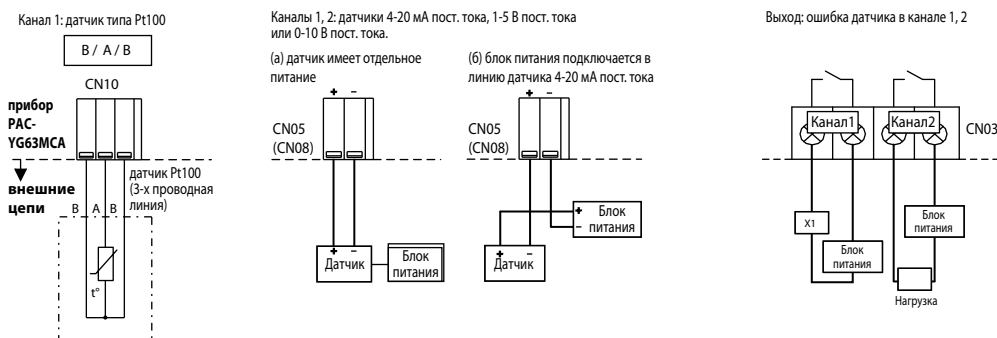 Канал 1: датчик типа Pt100
B / A / B
CN10
прибор
PAC-
YG63MCA
внешние
цепи
датчик Pt100
(3-х проводная
линия)
B A B
t°
Каналы 1, 2: датчики 4-20 мА пост. тока, 1-5 В пост. тока
или 0-10 В пост. тока.
(а) датчик имеет отдельное
питание
+ –
CN05
(CN08)
+ –
Датчик
Блок
питания
(б) блок питания подключается в
линию датчика 4-20 мА пост. тока
+ –
CN05
(CN08)
+
–
Блок
питания
+ –
Датчик
Выход: ошибка датчика в канале 1, 2
Канал1
Канал2
CN03
X1
Блок
питания
Блок
питания
Нагрузка